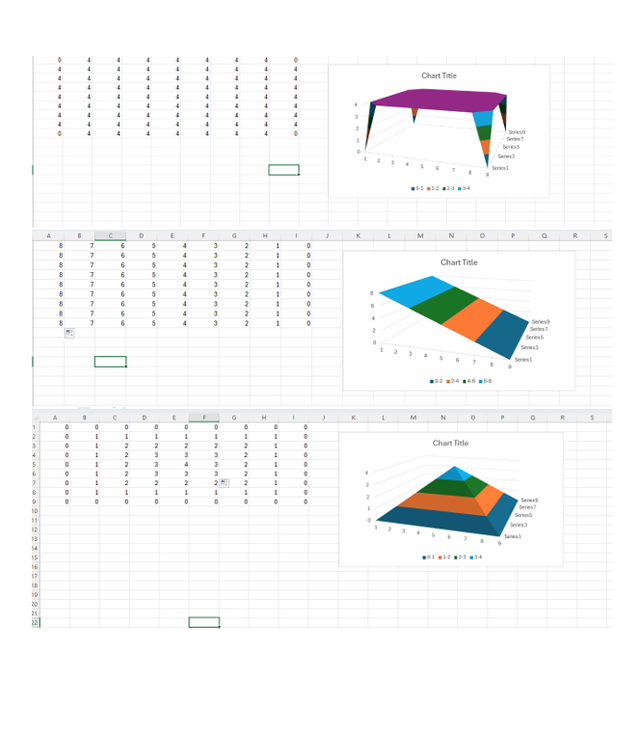 0 4 4 4 4 4 4 4 0
4 4 4 4 4 4 4 4 4
4 4 4 4 4 4 4 4 4
4 4 4 4 4 4 4 4 4
4 4 4 4 4 4 4 4 4
4 4 4 4 4 4 4 4 4
4 4 4 4 4 4 4 4 4
4 4 4 4 4 4 4 4 4
0 4 4 4 4 4 4 4 0
Chart Title
4
3
2
1
0
1 2 3 4 5 6 7 8 9
Series9
Series7
Series5
Series3
Series1
0-1 1-2 2-3 3-4
A B C D E F G H I J K L M N O P Q R S
8 7 6 5 4 3 2 1 0
8 7 6 5 4 3 2 1 0
8 7 6 5 4 3 2 1 0
8 7 6 5 4 3 2 1 0
8 7 6 5 4 3 2 1 0
8 7 6 5 4 3 2 1 0
8 7 6 5 4 3 2 1 0
8 7 6 5 4 3 2 1 0
8 7 6 5 4 3 2 1 0
Chart Title
8
6
4
2
0
1 2 3 4 5 6 7 8 9
Series9
Series7
Series5
Series3
Series1
0-2 2-4 4-6 6-8
A B C D E F G H I J K L M N O P Q R S
1 0 0 0 0 0 0 0 0 0
2 0 1 1 1 1 1 1 1 0
3 0 1 2 2 2 2 2 1 0
4 0 1 2 3 3 3 2 1 0
5 0 1 2 3 4 3 2 1 0
6 0 1 2 3 3 3 2 1 0
7 0 1 2 2 2 2 2 1 0
8 0 1 1 1 1 1 1 1 0
9 0 0 0 0 0 0 0 0 0
10
11
12
13
14
15
16
17
18
19
20
21
22
Chart Title
4
3
2
1
0
1 2 3 4 5 6 7 8 9
Series9
Series7
Series5
Series3
Series1
0-1 1-2 2-3 3-4